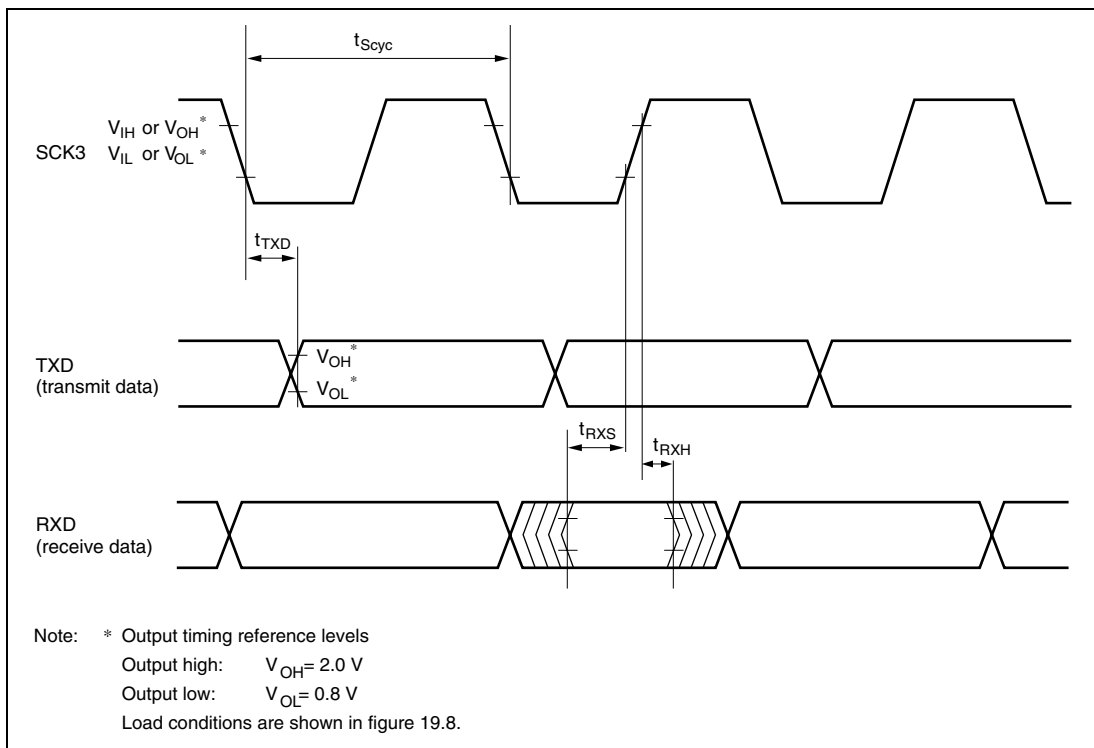 tScyc
VIH or VOH*
SCK3
VIL or VOL*
tTXD
TXD
(transmit data)
VOH*
VOL*
tRXS
tRXH
RXD
(receive data)
Note: * Output timing reference levels
Output high: VOH= 2.0 V
Output low: VOL= 0.8 V
Load conditions are shown in figure 19.8.